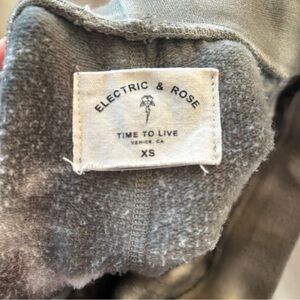 ELECTRIC & ROSE
TIME TO LIVE
VENICE, CA
XS